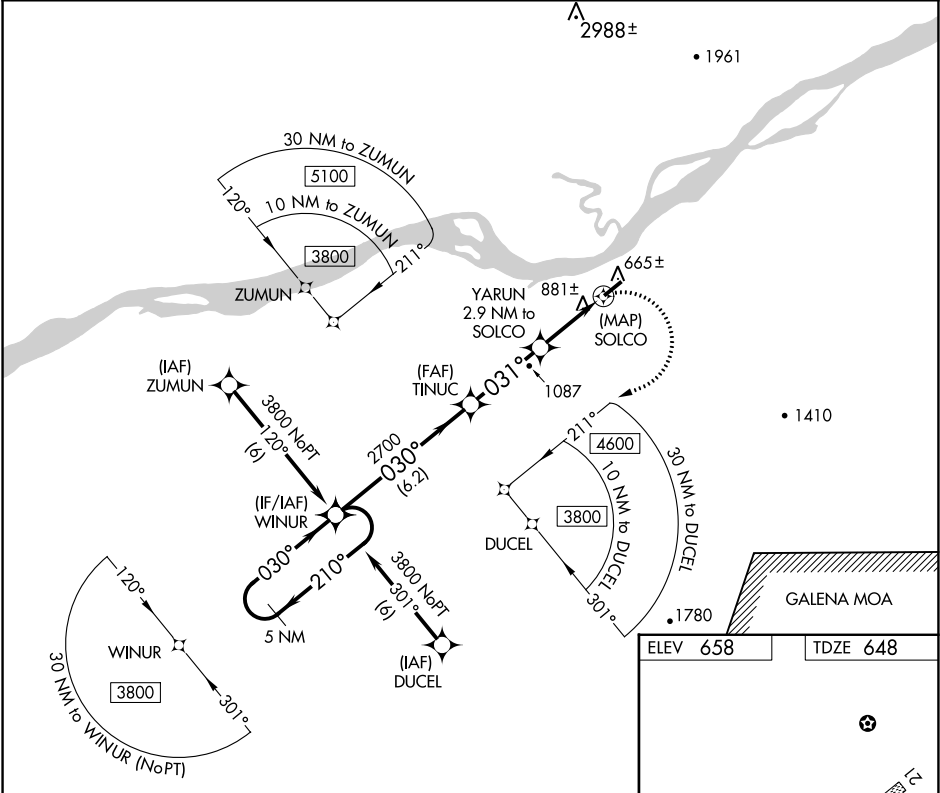 2988±
1961
30 NM to ZUMUN
5100
120°
10 NM to ZUMUN
3800
211°
ZUMUN
665±
881±
YARUN
2.9 NM to
SOLCO
(MAP)
SOLCO
031°
1087
(FAF)
TINUC
(IAF)
ZUMUN
3800 NoPT
120°
(6)
2700
030°
(6.2)
1410
211°
4600
30 NM to DUCEL
10 NM to DUCEL
3800
DUCEL
301°
(IF/IAF)
WINUR
030°
210°
5 NM
3800 NoPT
301°
(6)
(IAF)
DUCEL
120°
WINUR
3800
301°
30 NM to WINUR (NoPT)
GALENA MOA
1780
ELEV 658
TDZE 648
21